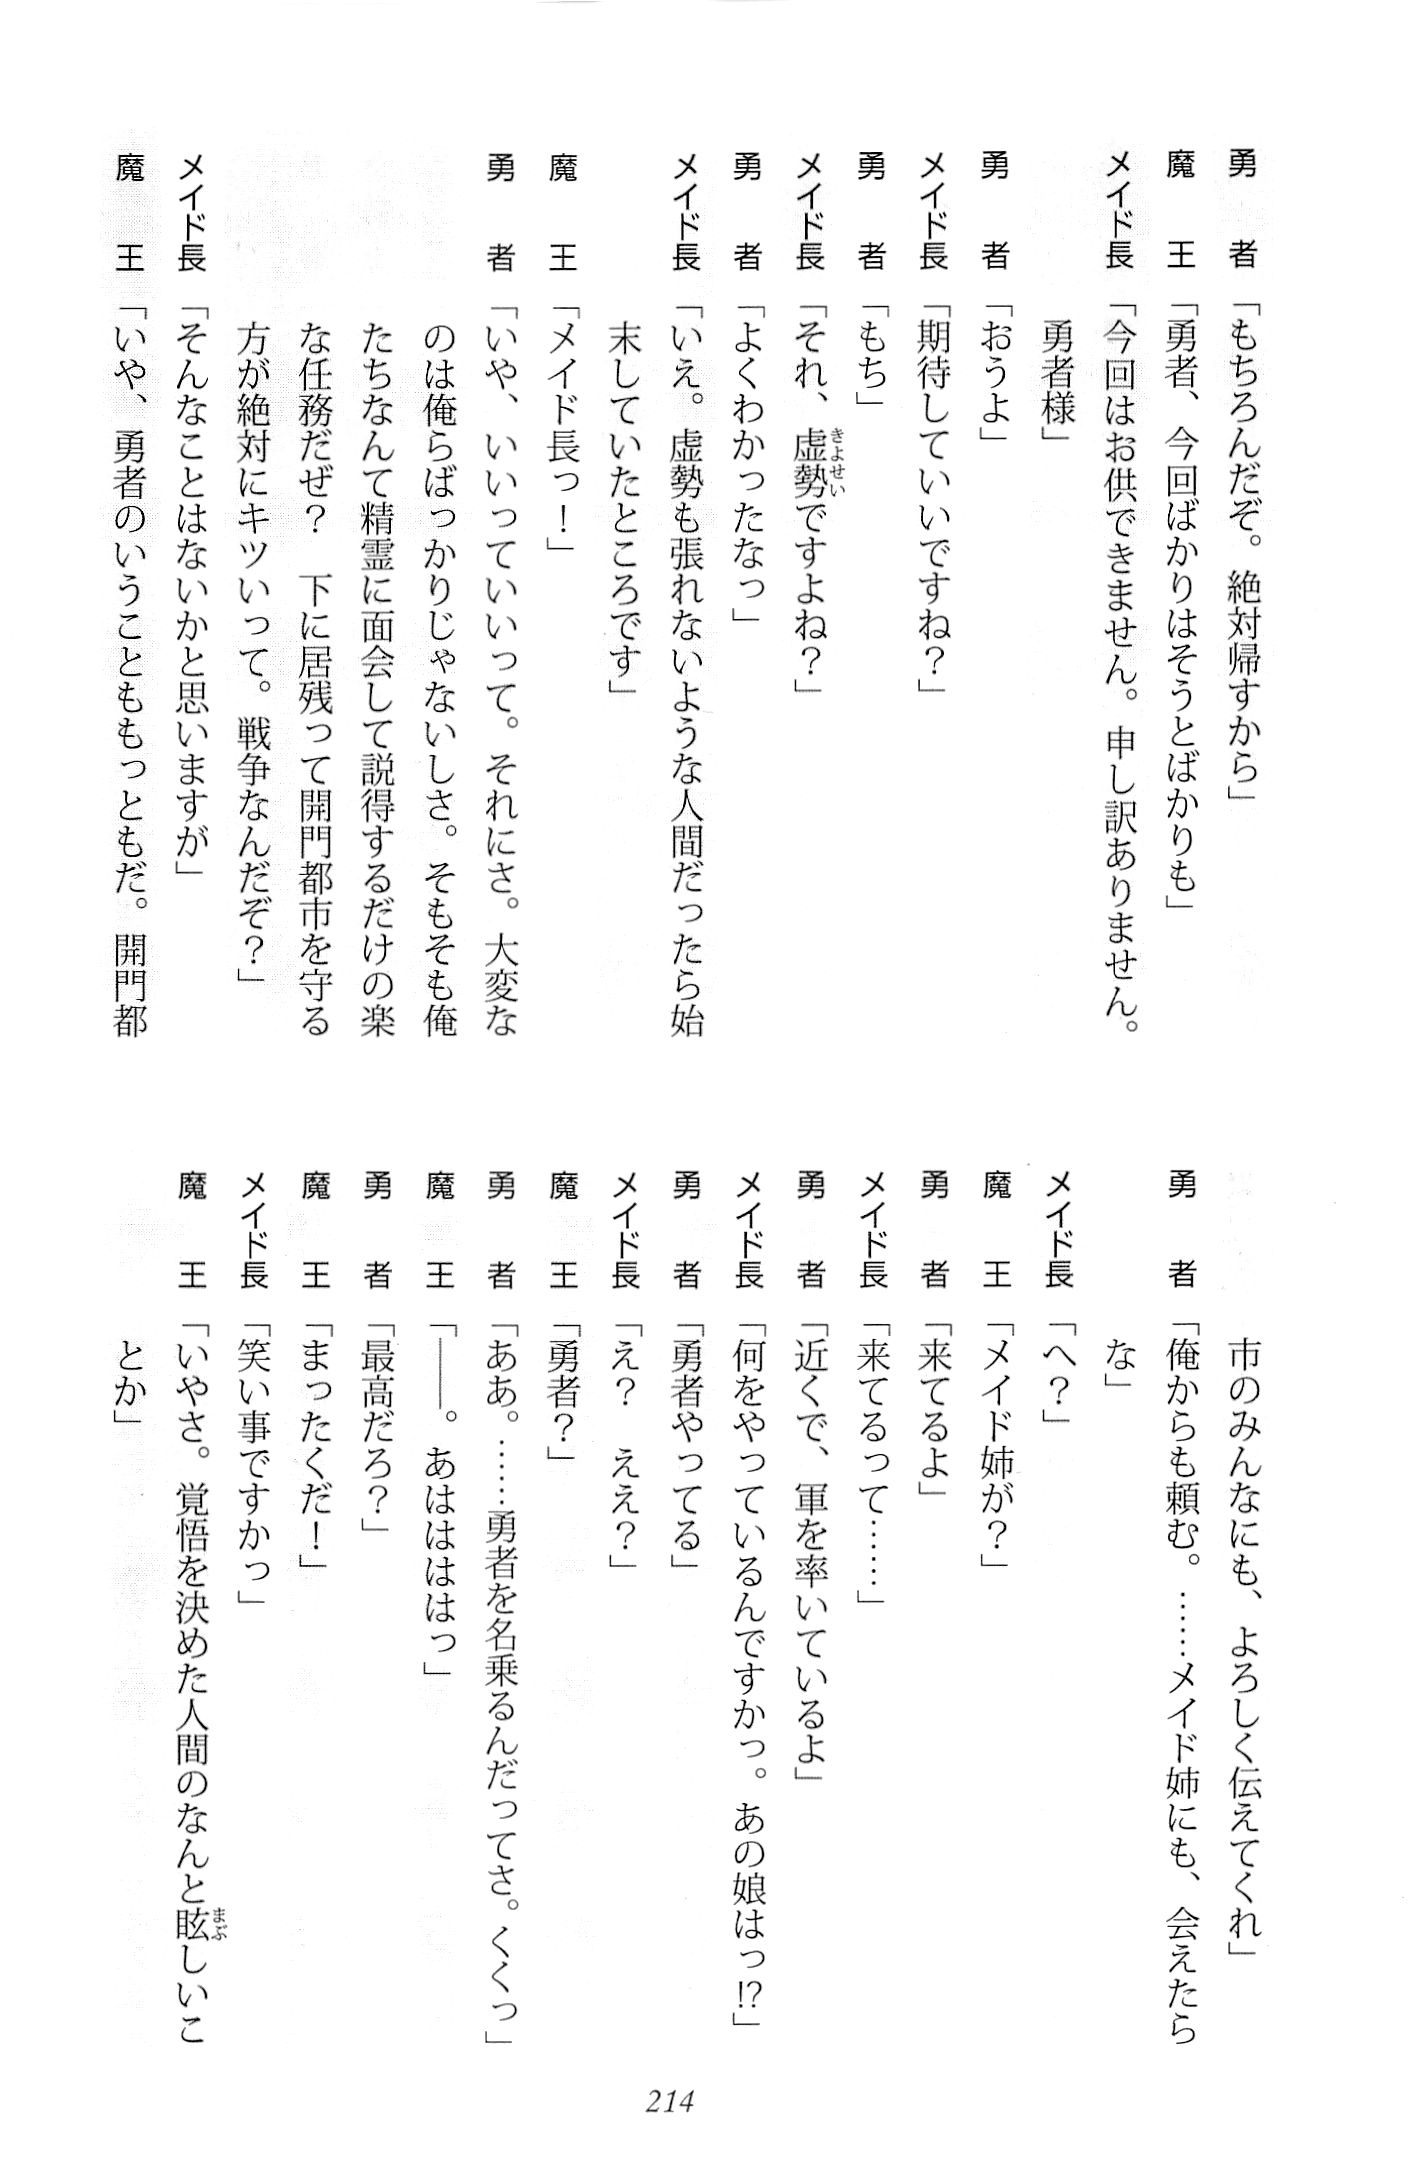 勇者「もちろんだぞ。絶対帰すから」
魔王「勇者、今回ばかりはそうとばかりも」
メイド長「今回はお供できません。申し訳ありません。
勇者様」
勇者「おうよ」
メイド長「期待していいですね？」
勇者「もち」
メイド長「それ、虚勢ですよね？」
勇者「よくわかったなっ」
メイド長「いえ。虚勢も張れないような人間だったら始
末していたところです」
魔王「メイド長っ！」
勇者「いや、いいっていいって。それにさ。大変な
のは俺らばっかりじゃないしさ。そもそも俺
たちなんて精霊に面会して説得するだけの楽
な任務だぜ？　下に居残って開門都市を守る
方が絶対にキツいって。戦争なんだぞ？」
メイド長「そんなことはないかと思いますが」
魔王「いや、勇者のいうことももっともだ。開門都
市のみんなにも、よろしく伝えてくれ」
勇者「俺からも頼む。……メイド姉にも、会えたら
な」
メイド長「へ？」
魔王「メイド姉が？」
勇者「来てるよ」
メイド長「来てるって……」
勇者「近くで、軍を率いているよ」
メイド長「何をやっているんですかっ。あの娘はっ!?」
勇者「勇者やってる」
メイド長「え？　ええ？」
魔王「勇者？」
勇者「ああ。……勇者を名乗るんだってさ。くくっ」
魔王「――。あはははっ」
勇者「最高だろ？」
魔王「まったくだ！」
メイド長「笑い事ですかっ」
魔王「いやさ。覚悟を決めた人間のなんと眩しいこ
とか」
214